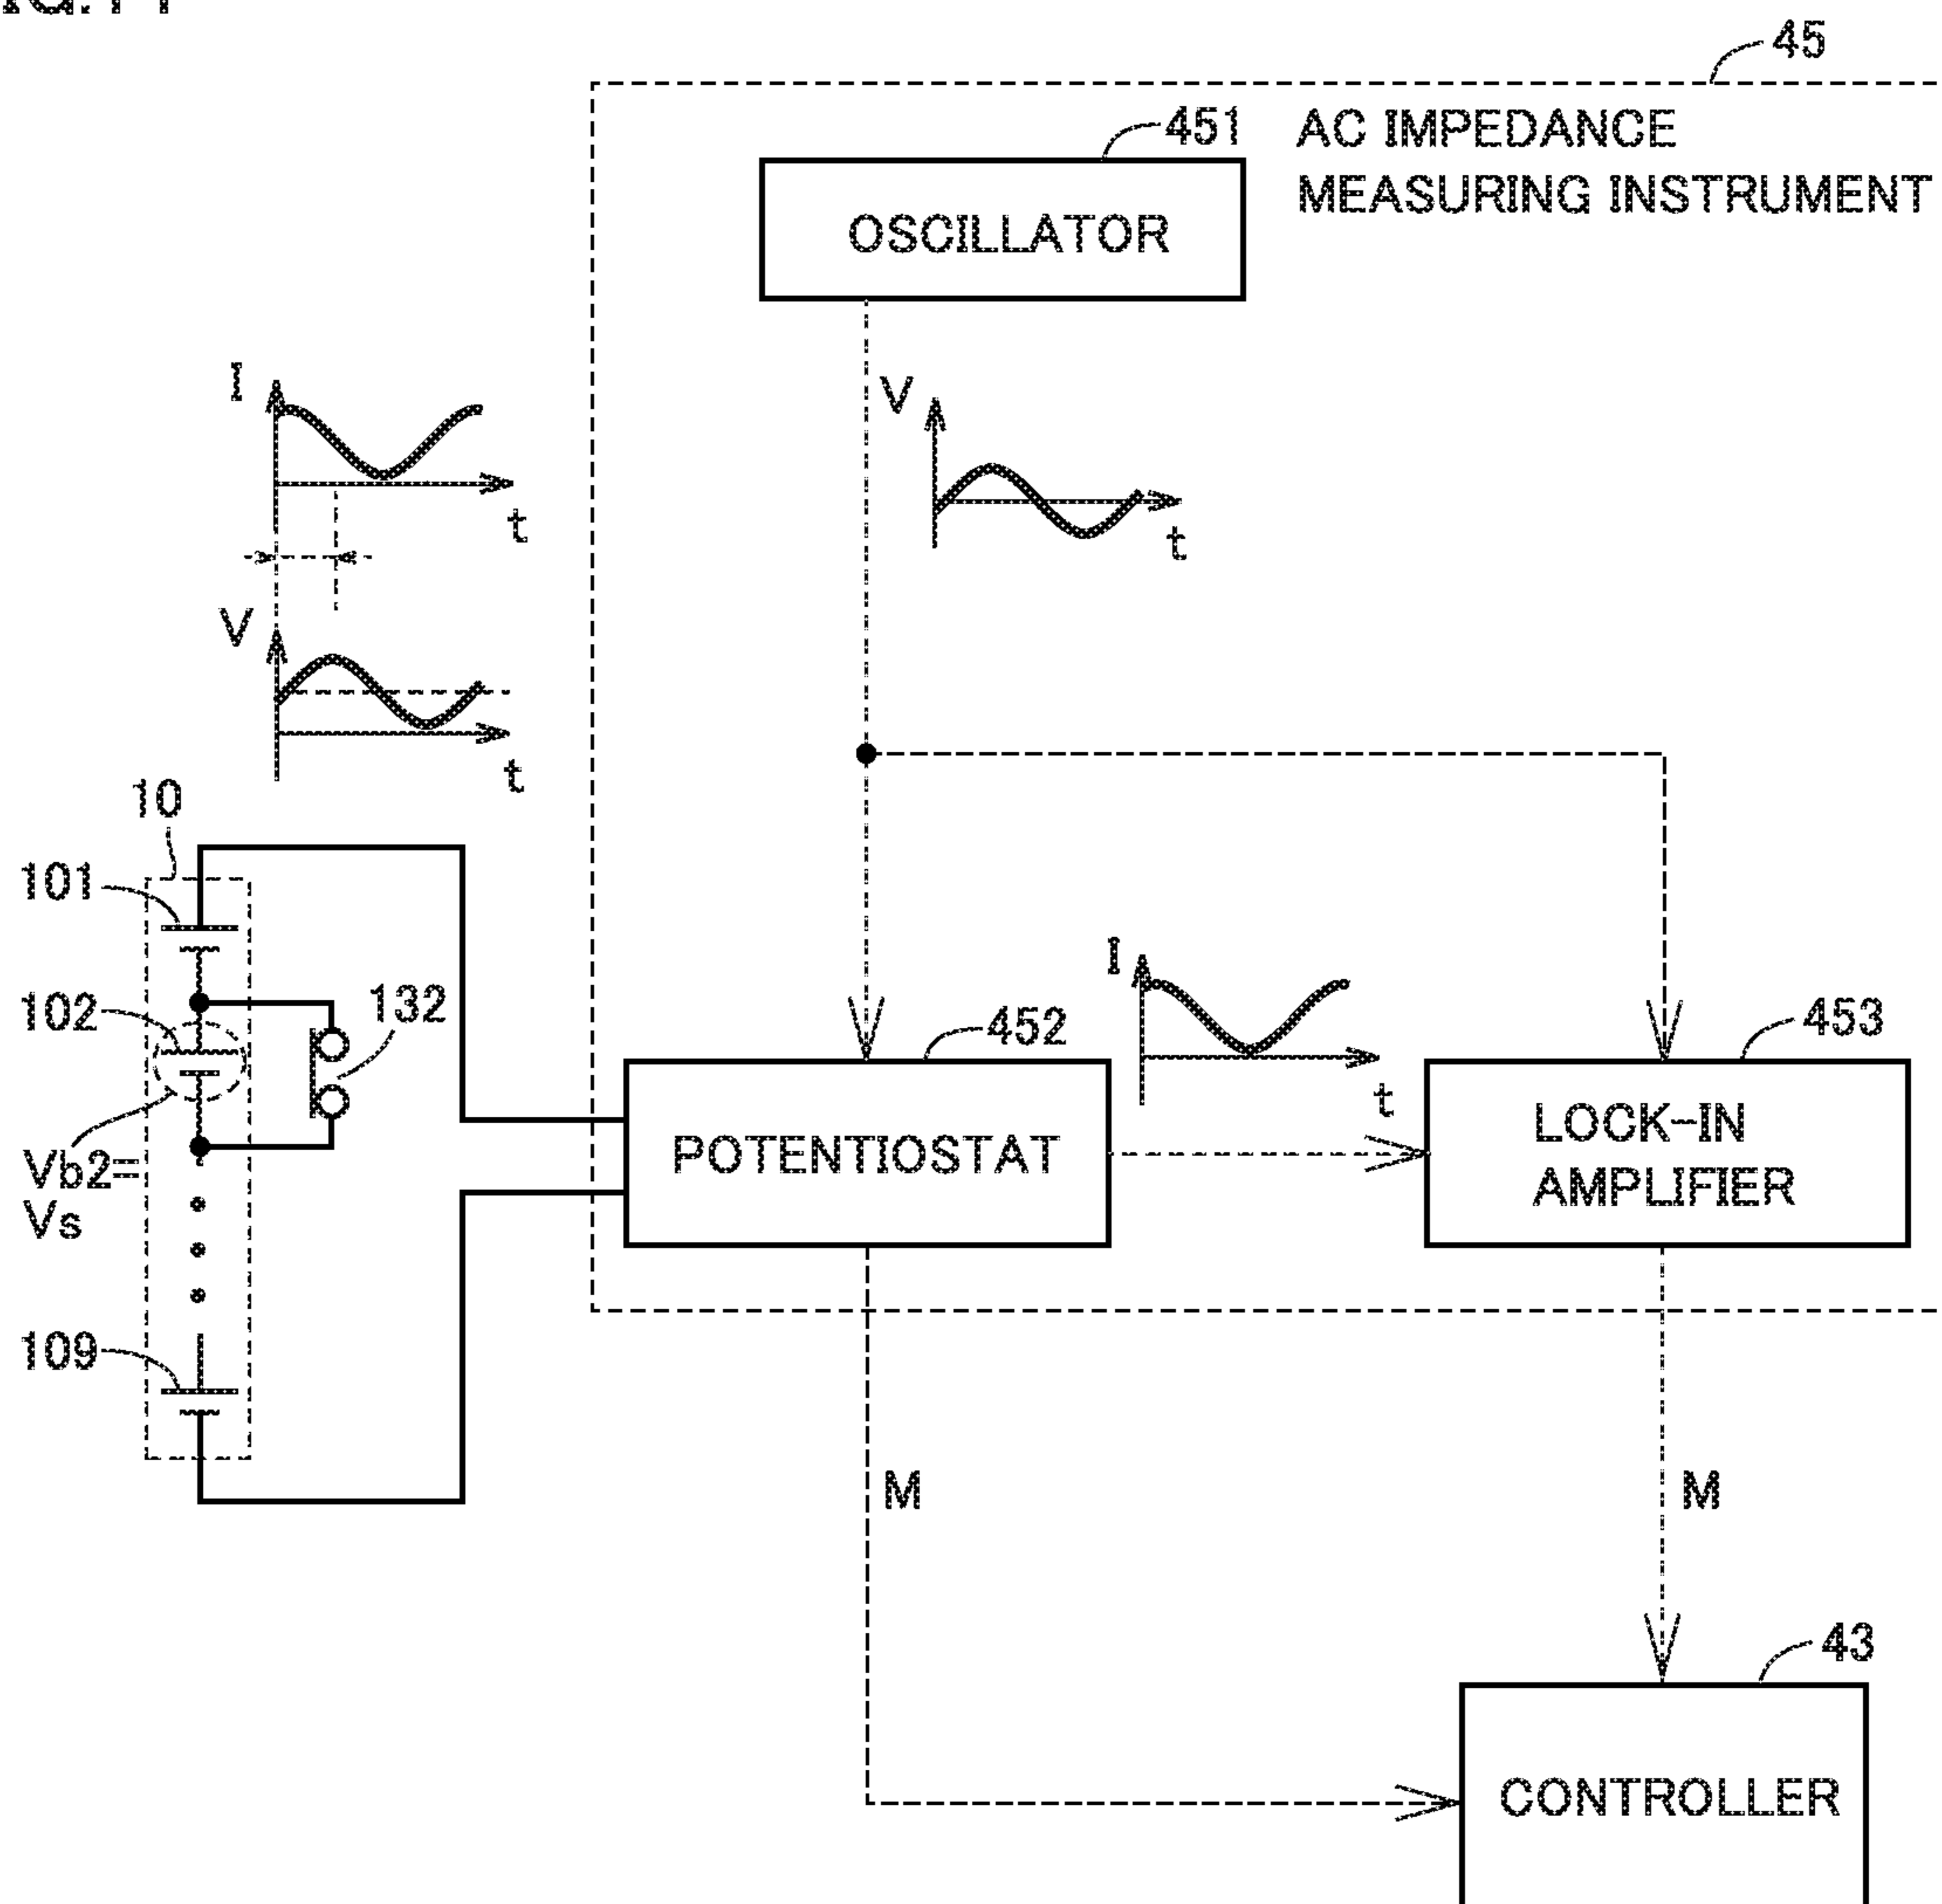 45
451
AC IMPEDANCE
MEASURING INSTRUMENT
OSCILLATOR
I
t
V
t
V
t
10
101
102
132
Vb2=
Vs
109
I
t
452
453
POTENTIOSTAT
LOCK-IN
AMPLIFIER
M
M
43
CONTROLLER